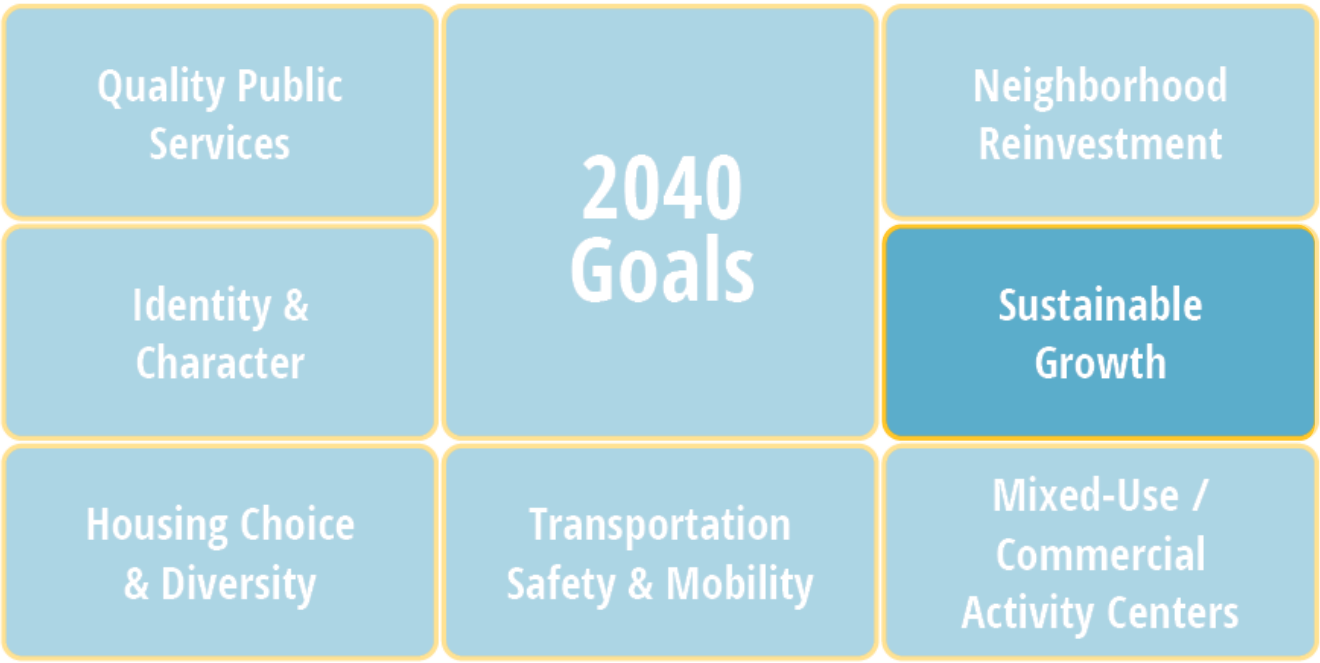 Quality Public
Services
2040
Goals
Neighborhood
Reinvestment
Identity &
Character
Sustainable
Growth
Housing Choice
& Diversity
Transportation
Safety & Mobility
Mixed-Use /
Commercial
Activity Centers